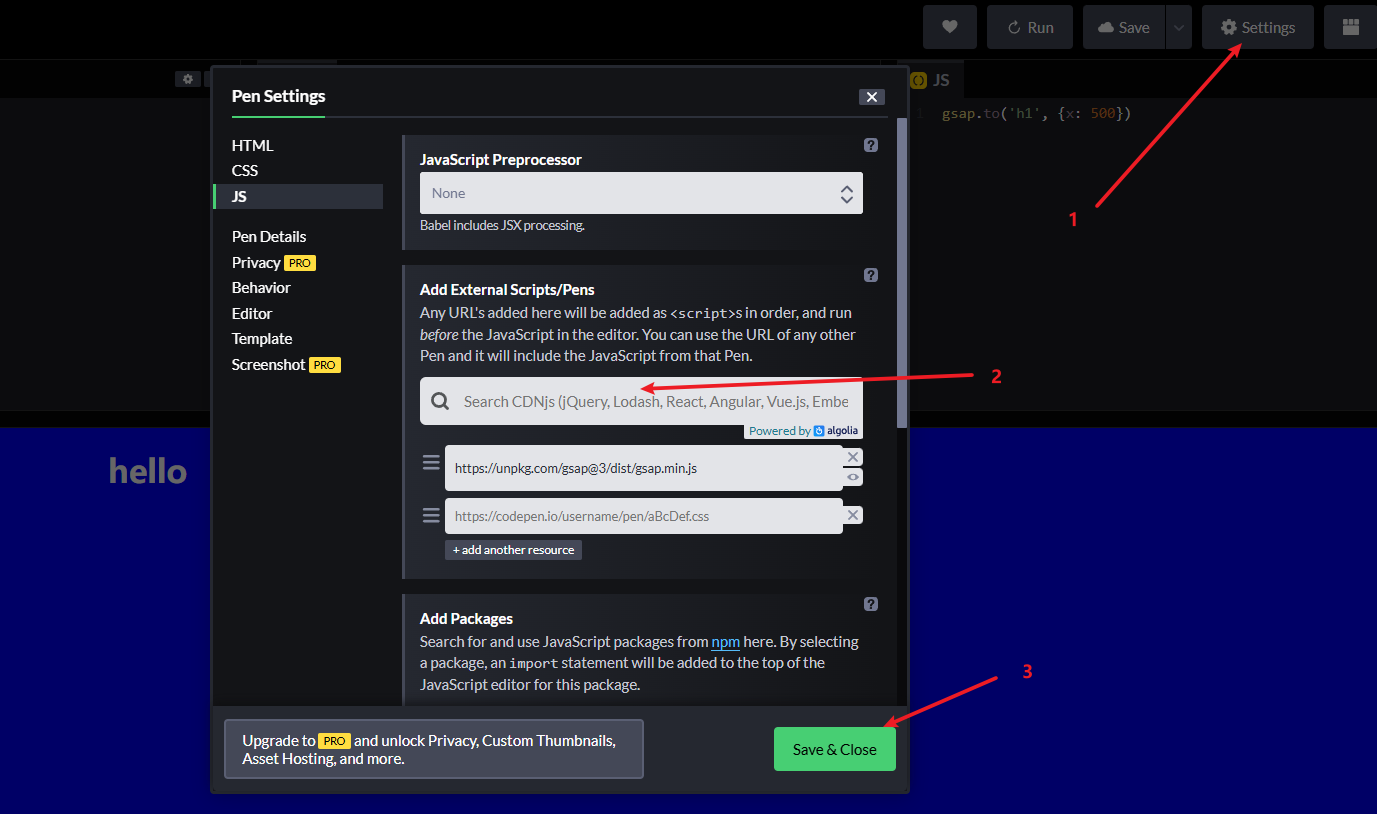 Run
Save
Settings
JS
1 gsap.to('h1', {x: 500})
1
Pen Settings
HTML
CSS
JS
Pen Details
Privacy PRO
Behavior
Editor
Template
Screenshot PRO
JavaScript Preprocessor
?
None
Babel includes JSX processing.
Add External Scripts/Pens
?
Any URL's added here will be added as <script>s in order, and run
before the JavaScript in the editor. You can use the URL of any other
Pen and it will include the JavaScript from that Pen.
2
Search CDNjs (jQuery, Lodash, React, Angular, Vue.js, Embe
Powered by algolia
https://unpkg.com/gsap@3/dist/gsap.min.js
https://codepen.io/username/pen/aBcDef.css
+ add another resource
hello
Add Packages
?
Search for and use JavaScript packages from npm here. By selecting
a package, an import statement will be added to the top of the
JavaScript editor for this package.
3
Upgrade to PRO and unlock Privacy, Custom Thumbnails,
Asset Hosting, and more.
Save & Close